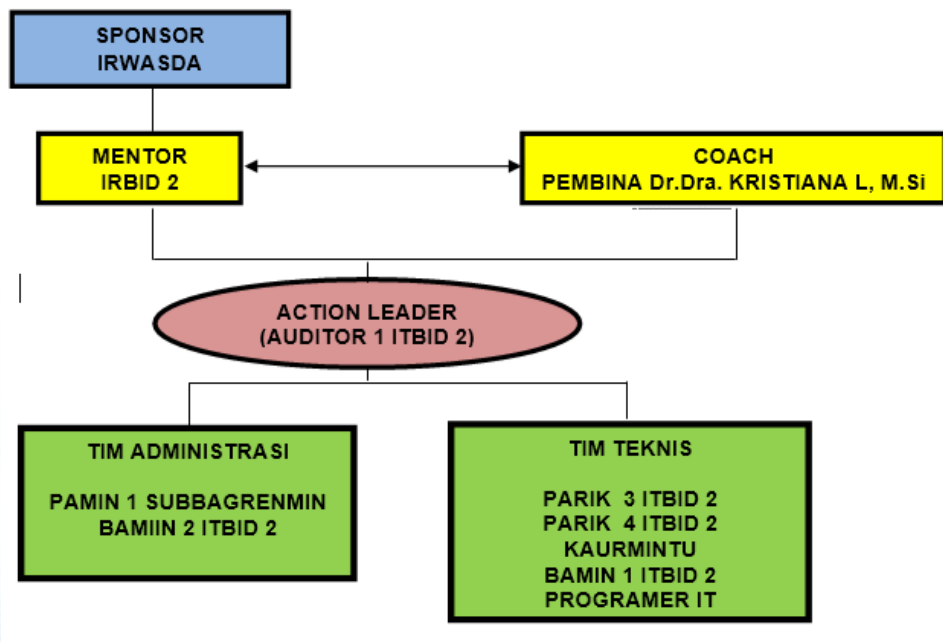 SPONSOR
IRWASDA
MENTOR
IRBID 2
COACH
PEMBINA Dr.Dra. KRISTIANA L, M.Si
ACTION LEADER
(AUDITOR 1 ITBID 2)
TIM ADMINISTRASI
PAMIN 1 SUBBAGRENMIN
BAMIIN 2 ITBID 2
TIM TEKNIS
PARIK 3 ITBID 2
PARIK 4 ITBID 2
KAURMINTU
BAMIN 1 ITBID 2
PROGRAMER IT